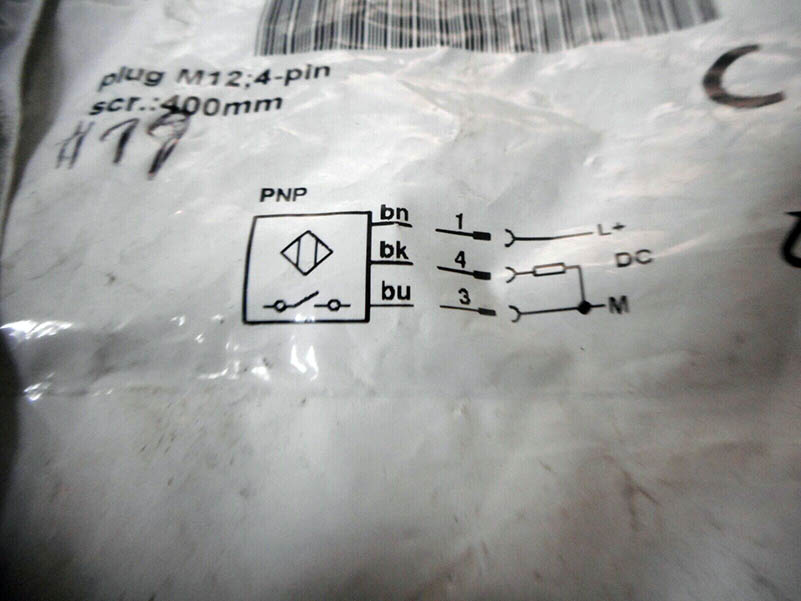 plug M12;4-pin
scr.:400mm
#19
PNP
bn 1 L+
bk 4 DC
bu 3 M
C